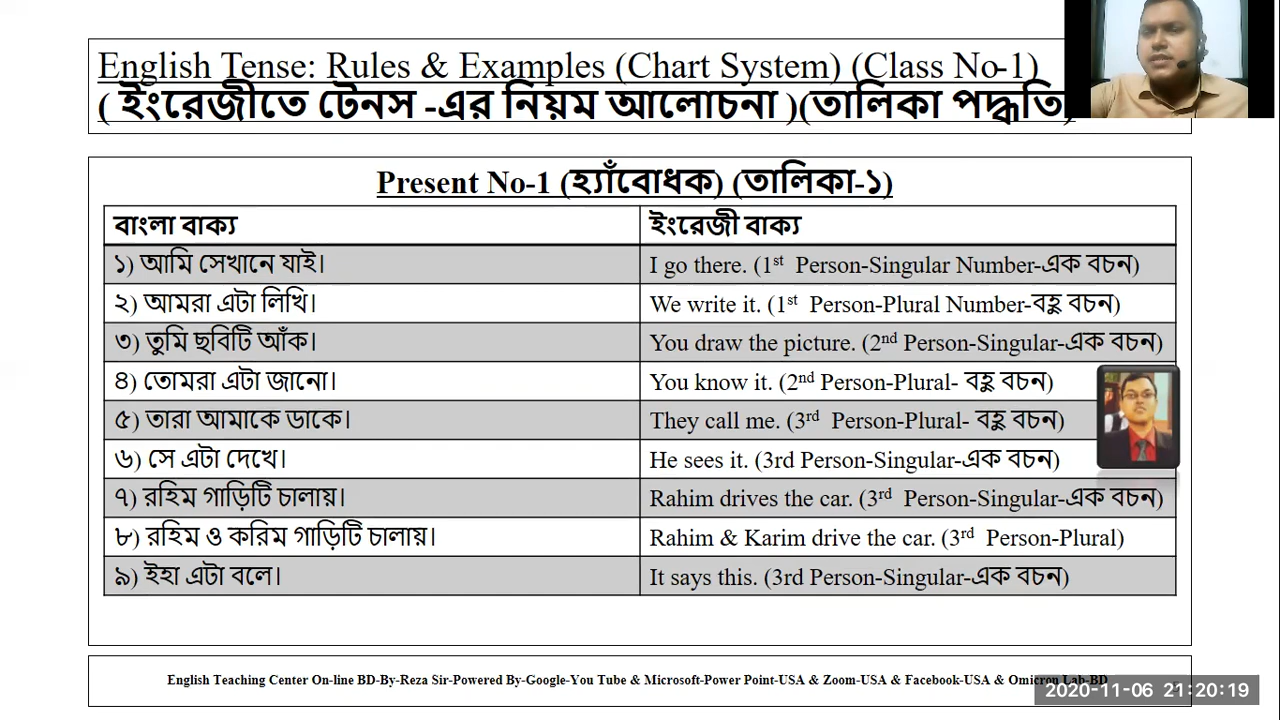 English Tense: Rules & Examples (Chart System) (Class No-1)
( ইংরেজীতে টেনস -এর নিয়ম আলোচনা )(তালিকা পদ্ধতি)
Present No-1 (হ্যাঁবোধক) (তালিকা-১)
বাংলা বাক্য ইংরেজী বাক্য
১) আমি সেখানে যাই। I go there. (1st Person-Singular Number-এক বচন)
২) আমরা এটা লিখি। We write it. (1st Person-Plural Number-বহু বচন)
৩) তুমি ছবিটি আঁক। You draw the picture. (2nd Person-Singular-এক বচন)
৪) তোমরা এটা জানো। You know it. (2nd Person-Plural- বহু বচন)
৫) তারা আমাকে ডাকে। They call me. (3rd Person-Plural- বহু বচন)
৬) সে এটা দেখে। He sees it. (3rd Person-Singular-এক বচন)
৭) রহিম গাড়িটি চালায়। Rahim drives the car. (3rd Person-Singular-এক বচন)
৮) রহিম ও করিম গাড়িটি চালায়। Rahim & Karim drive the car. (3rd Person-Plural)
৯) ইহা এটা বলে। It says this. (3rd Person-Singular-এক বচন)
English Teaching Center On-line BD-By-Reza Sir-Powered By-Google-You Tube & Microsoft-Power Point-USA & Zoom-USA & Facebook-USA & Omicron Lab-BD
2020-11-06 21:20:19